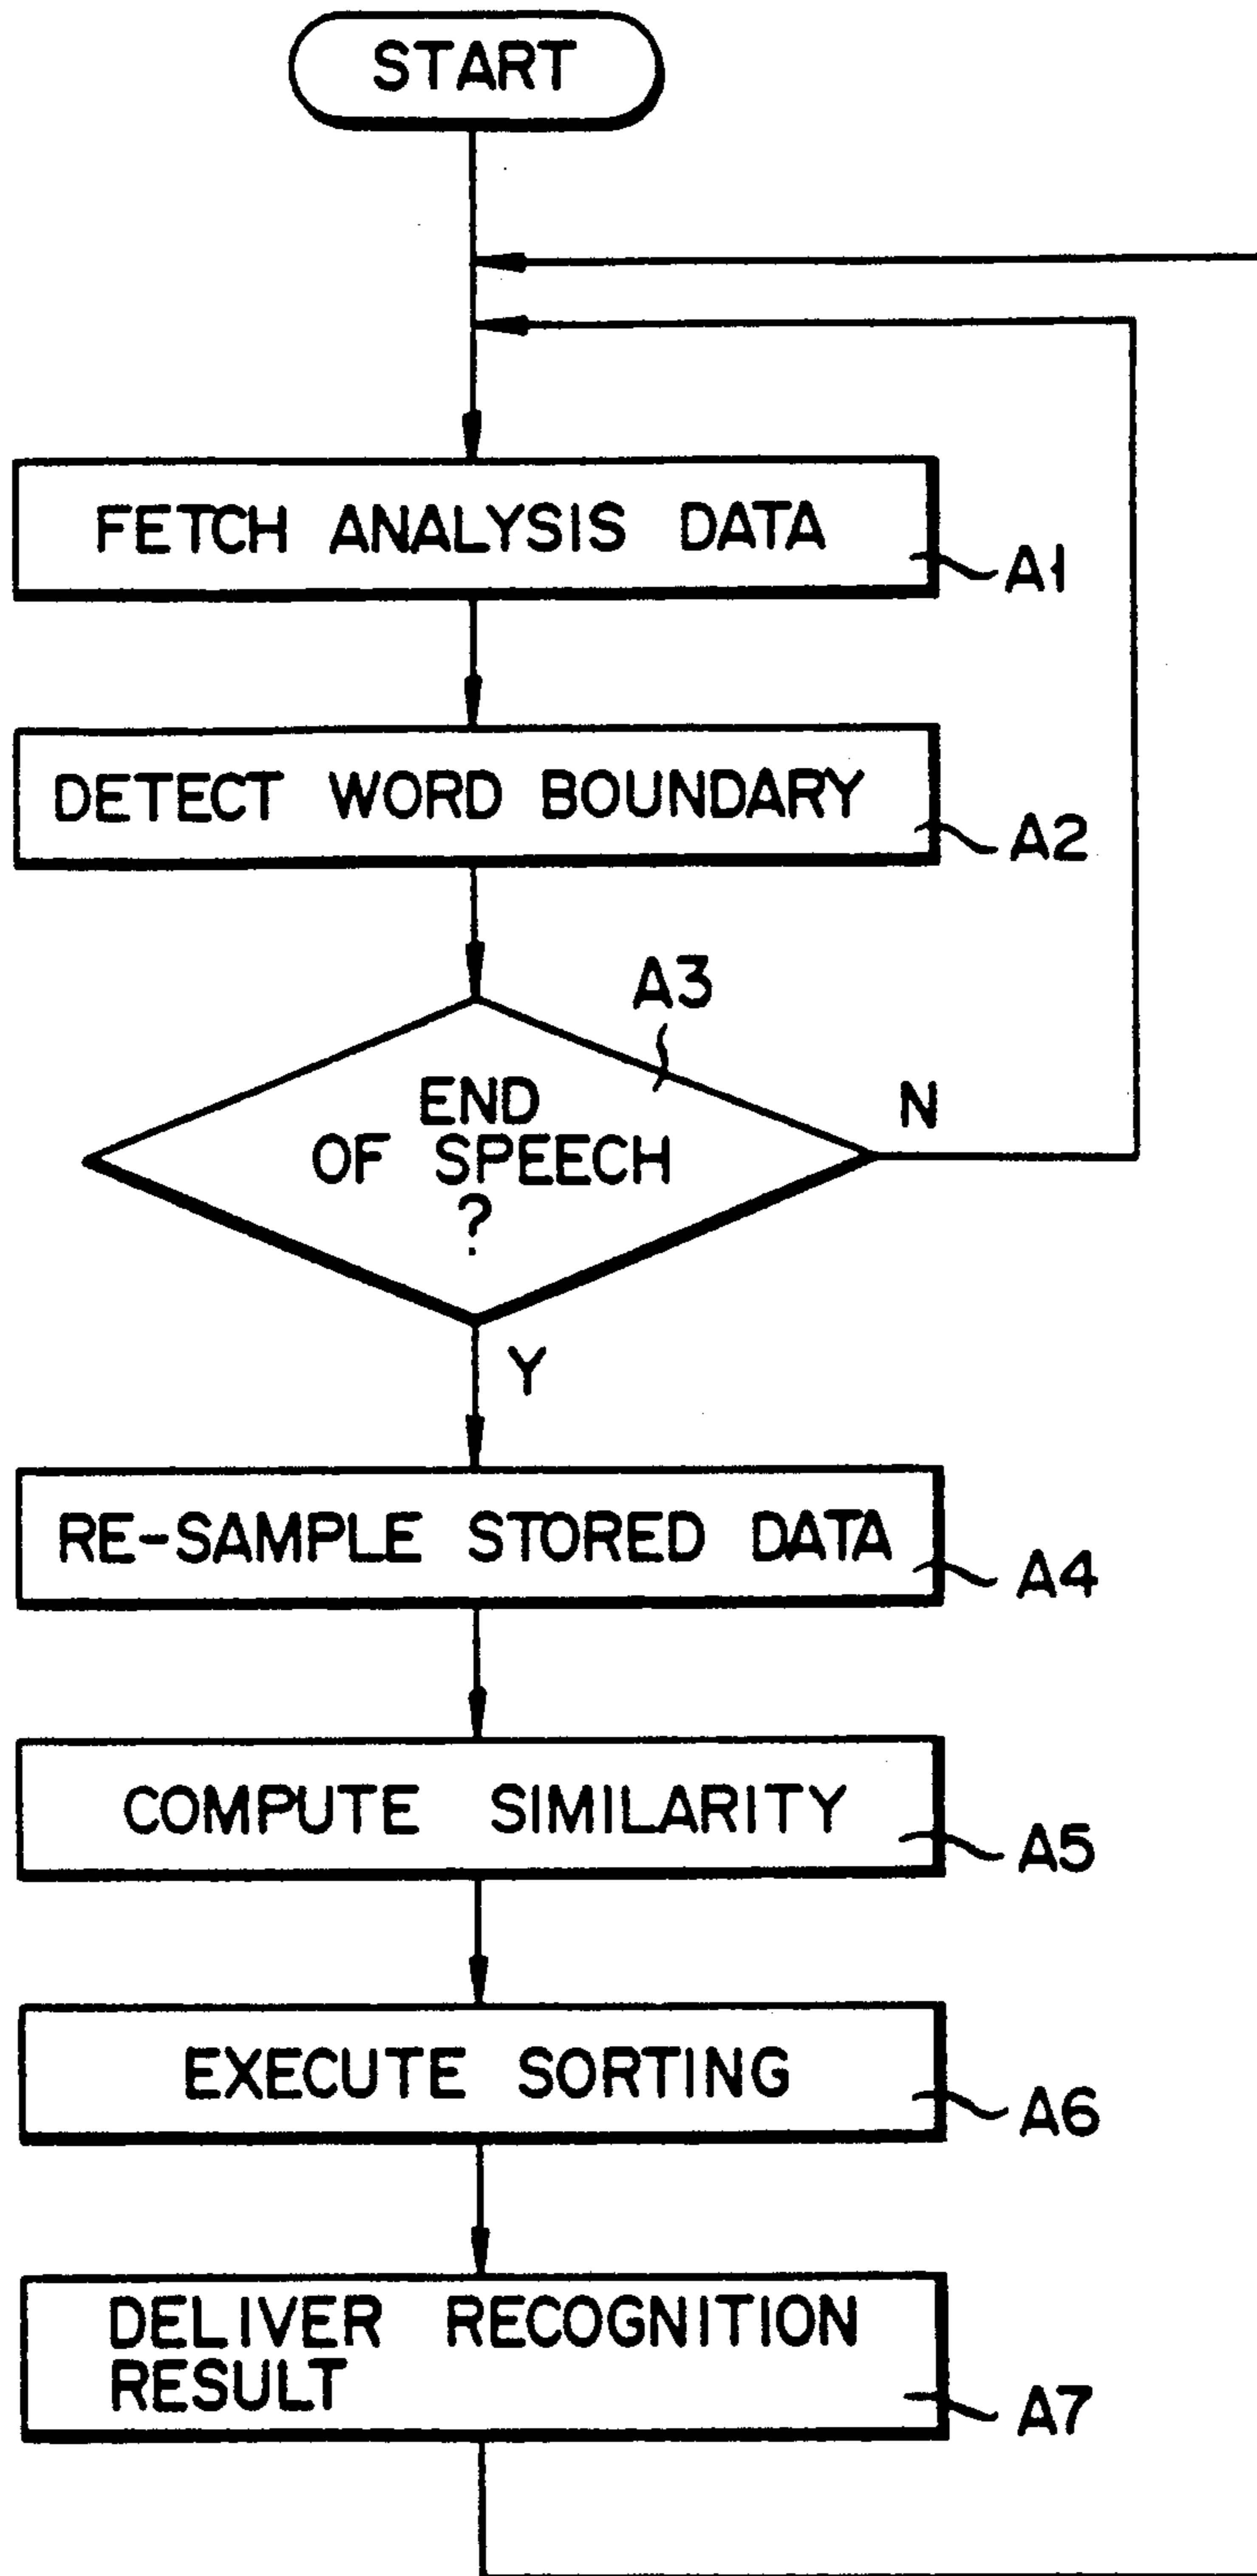 START
FETCH ANALYSIS DATA
A1
DETECT WORD BOUNDARY
A2
A3
END
OF SPEECH
?
N
Y
RE-SAMPLE STORED DATA
A4
COMPUTE SIMILARITY
A5
EXECUTE SORTING
A6
DELIVER RECOGNITION
RESULT
A7